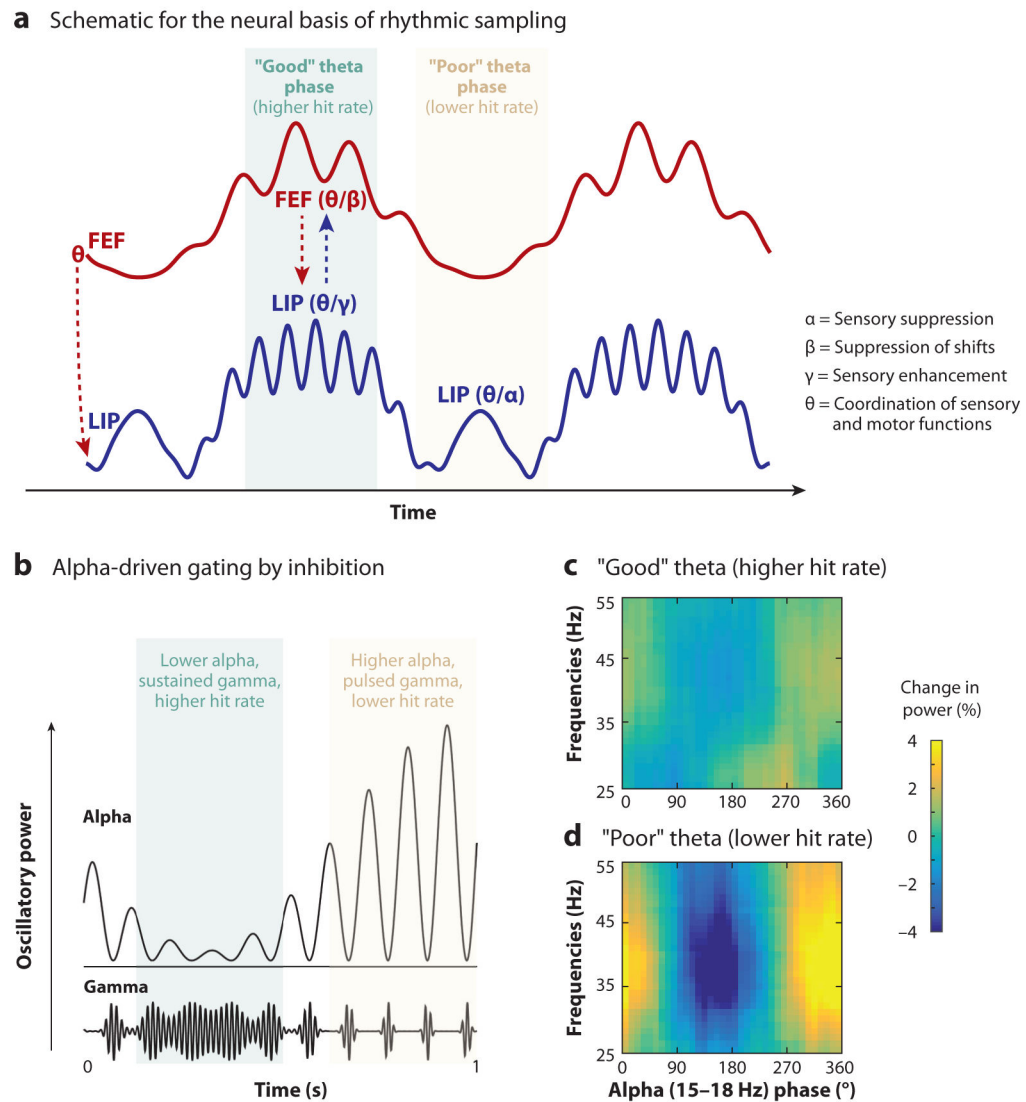 a Schematic for the neural basis of rhythmic sampling
"Good" theta
phase
(higher hit rate)
"Poor" theta
phase
(lower hit rate)
FEF (θ/β)
θ FEF
LIP (θ/γ)
LIP
LIP (θ/α)
α = Sensory suppression
β = Suppression of shifts
γ = Sensory enhancement
θ = Coordination of sensory
and motor functions
Time
b Alpha-driven gating by inhibition
Lower alpha,
sustained gamma,
higher hit rate
Higher alpha,
pulsed gamma,
lower hit rate
Oscillatory power
Alpha
Gamma
0 1
Time (s)
c "Good" theta (higher hit rate)
Frequencies (Hz)
55
45
35
25
0 90 180 270 360
d "Poor" theta (lower hit rate)
Frequencies (Hz)
55
45
35
25
0 90 180 270 360
Alpha (15–18 Hz) phase (°)
Change in
power (%)
4
2
0
–2
–4